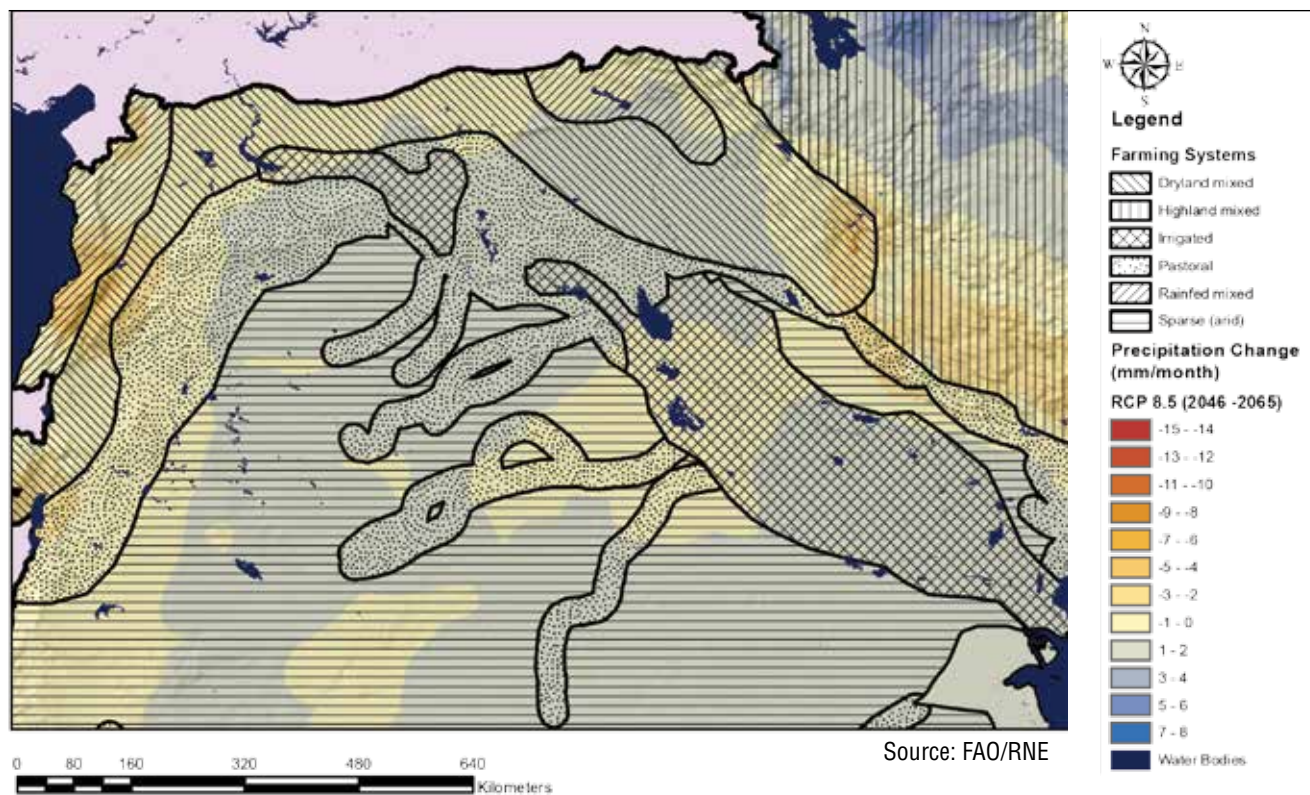 N
W E
S
Legend
Farming Systems
Dryland mixed
Highland mixed
Irrigated
Pastoral
Rainfed mixed
Sparse (arid)
Precipitation Change
(mm/month)
RCP 8.5 (2046 -2065)
-15 - -14
-13 - -12
-11 - -10
-9 - -8
-7 - -6
-5 - -4
-3 - -2
-1 - 0
1 - 2
3 - 4
5 - 6
7 - 8
Water Bodies
Source: FAO/RNE
0 80 160 320 480 640
Kilometers